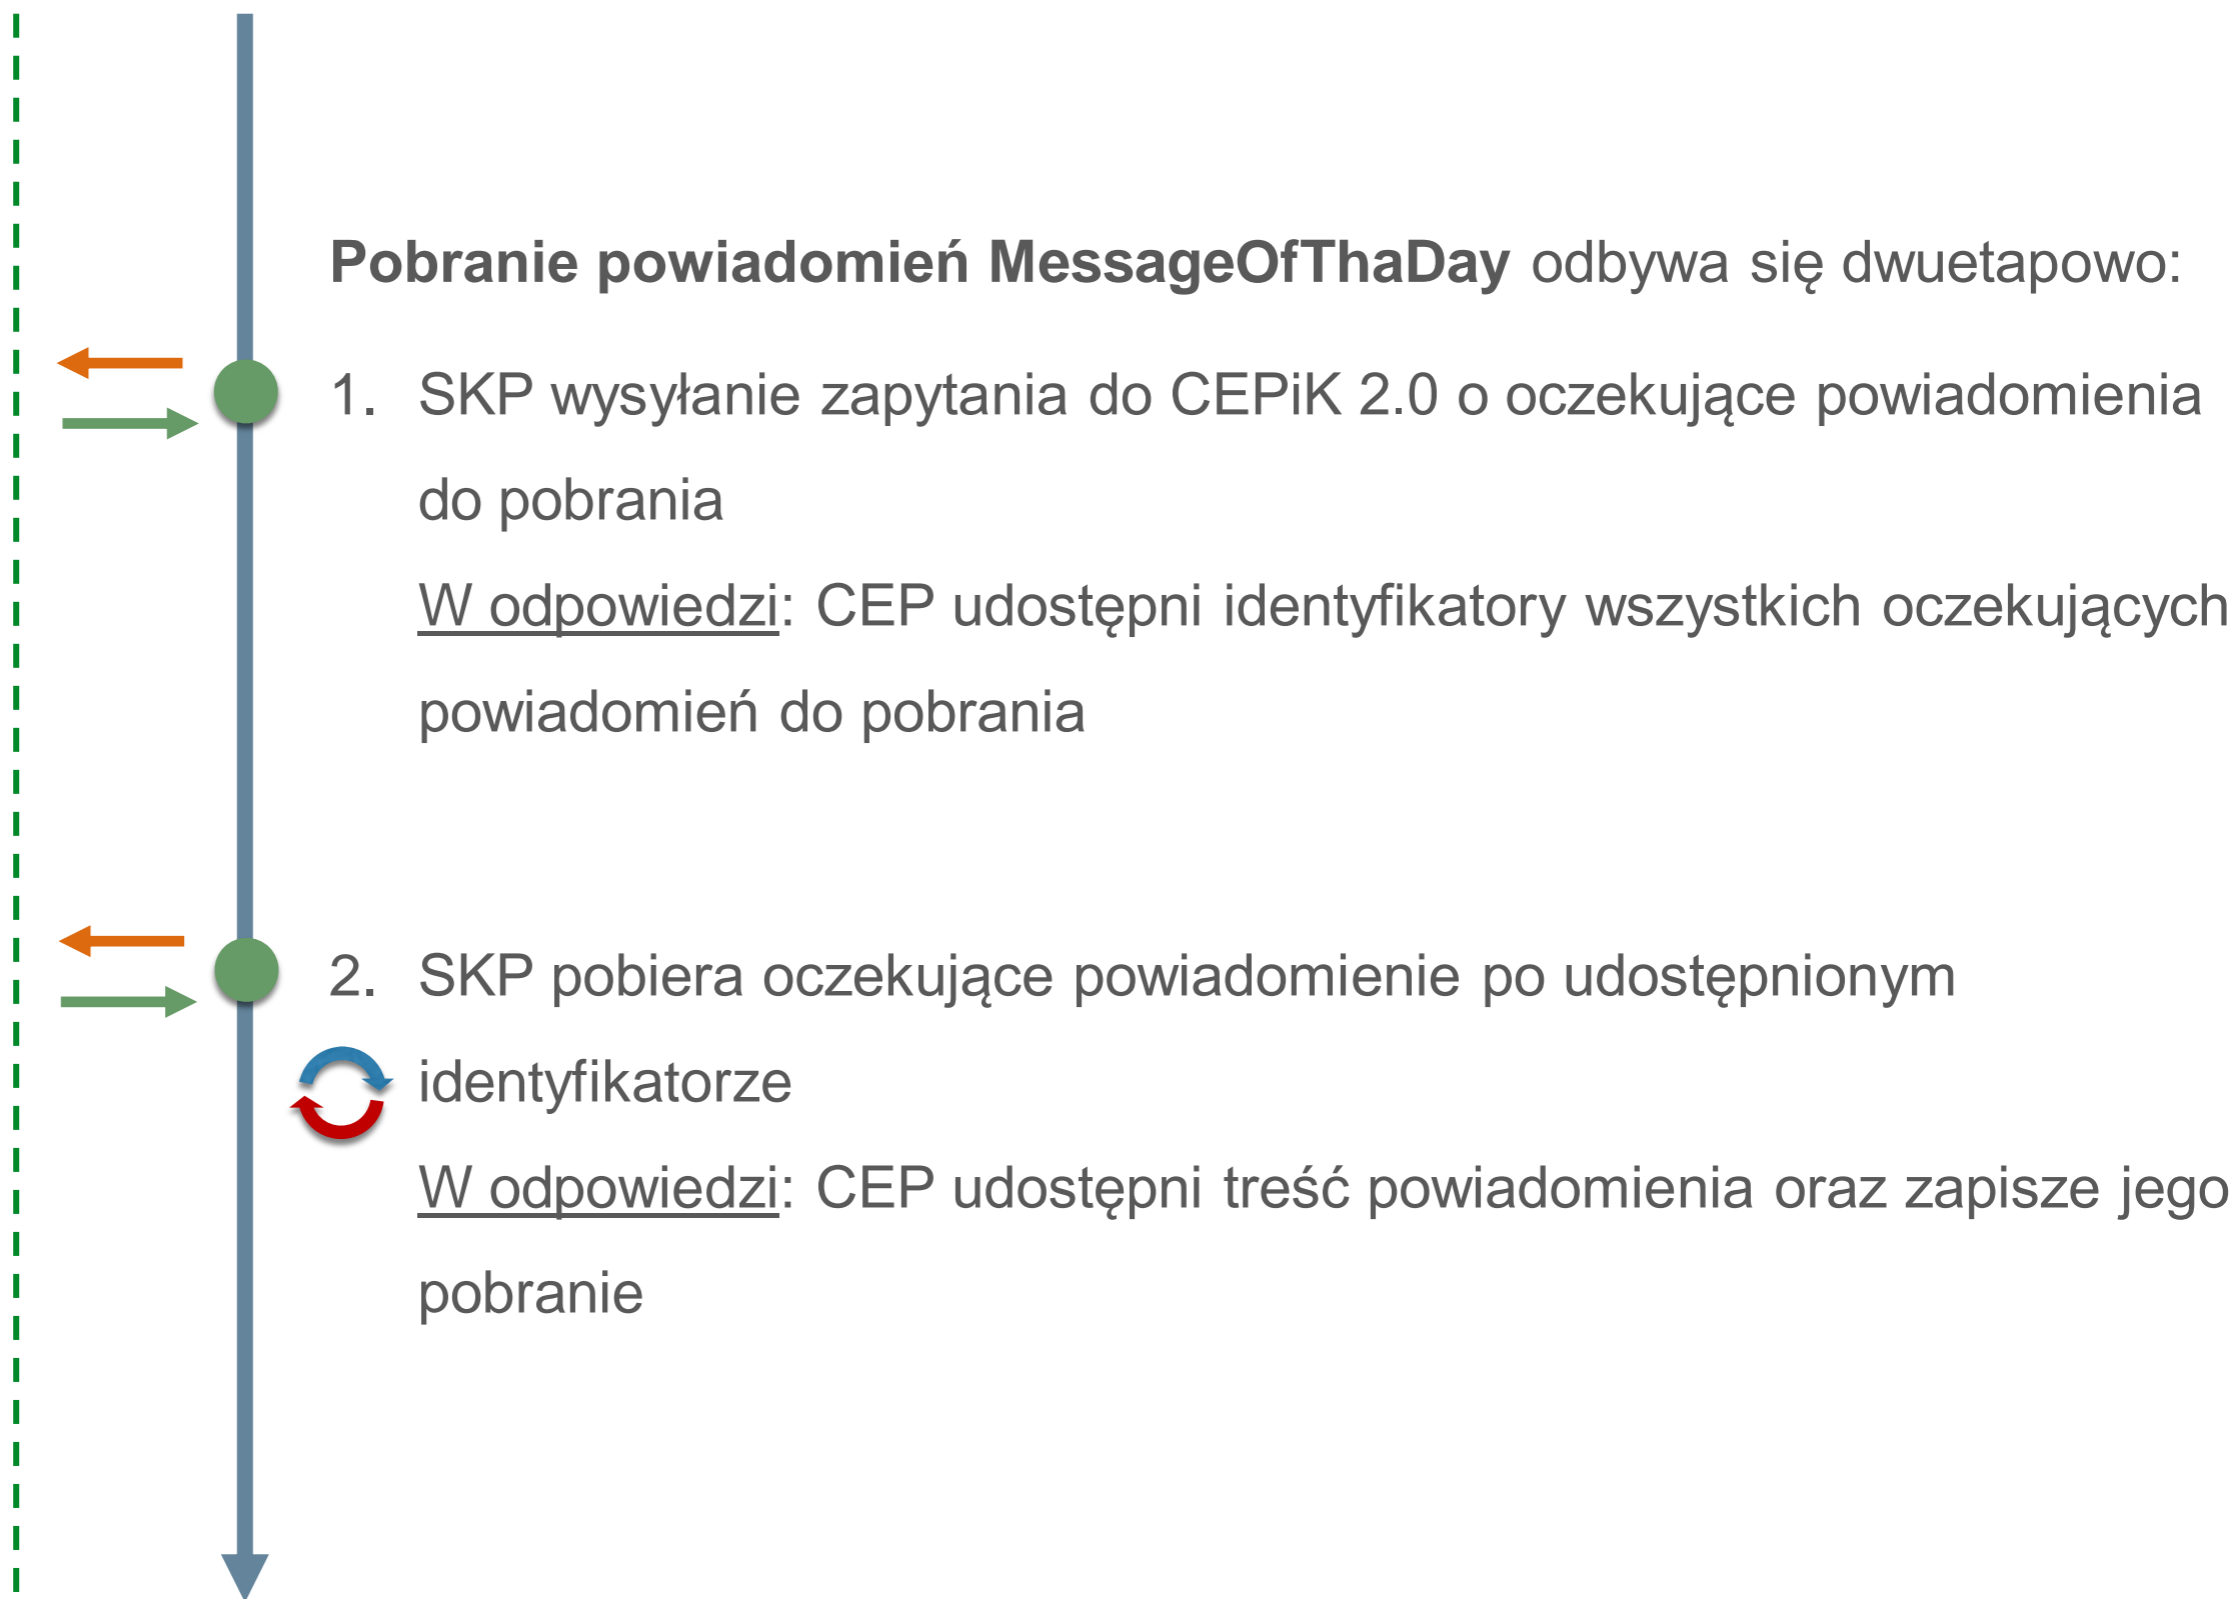 Pobranie powiadomień MessageOfThaDay odbywa się dwuetapowo:
1. SKP wysyłanie zapytania do CEPiK 2.0 o oczekujące powiadomienia
do pobrania
W odpowiedzi: CEP udostępni identyfikatory wszystkich oczekujących
powiadomień do pobrania
2. SKP pobiera oczekujące powiadomienie po udostępnionym
identyfikatorze
W odpowiedzi: CEP udostępni treść powiadomienia oraz zapisze jego
pobranie